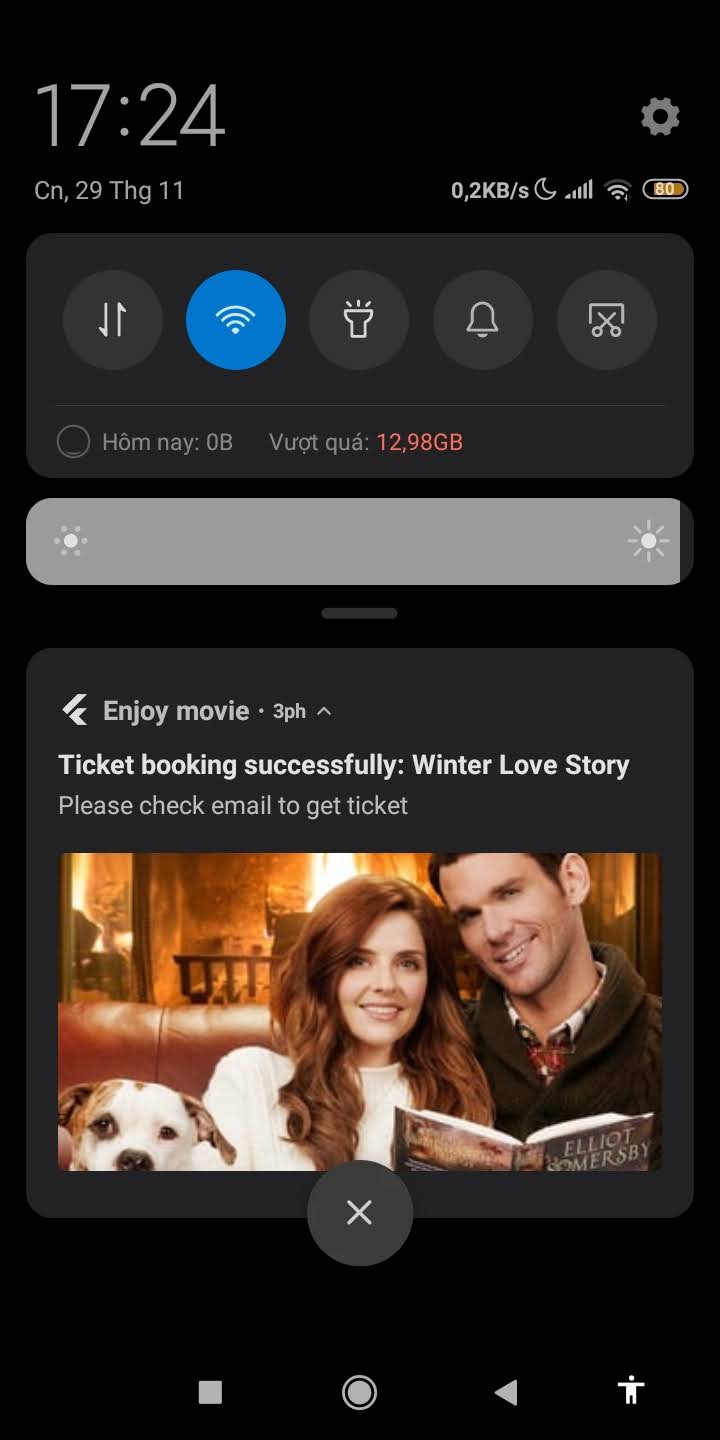 17:24
Cn, 29 Thg 11
0,2KB/s 80
Hôm nay: 0B Vượt quá: 12,98GB
Enjoy movie · 3ph
Ticket booking successfully: Winter Love Story
Please check email to get ticket
ELLIOT
SOMERSBY